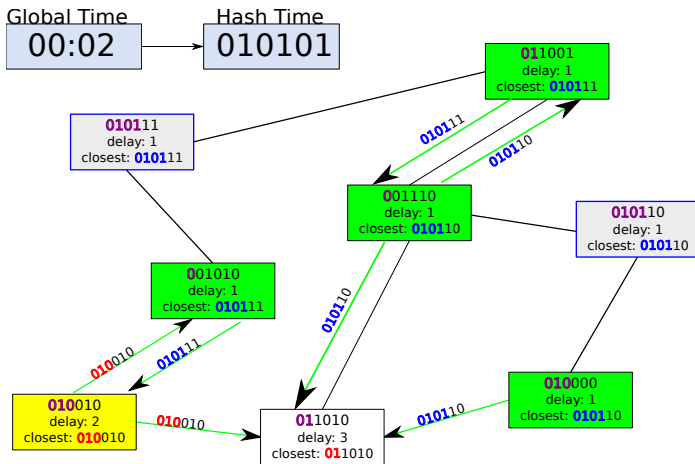 Global Time
Hash Time
00:02
010101
011001
delay: 1
closest: 010111
010111
delay: 1
closest: 010111
010111
010110
001110
delay: 1
closest: 010110
010110
delay: 1
closest: 010110
001010
delay: 1
closest: 010111
010110
010010
010111
010010
delay: 2
closest: 010010
010010
011010
delay: 3
closest: 011010
010110
010000
delay: 1
closest: 010110